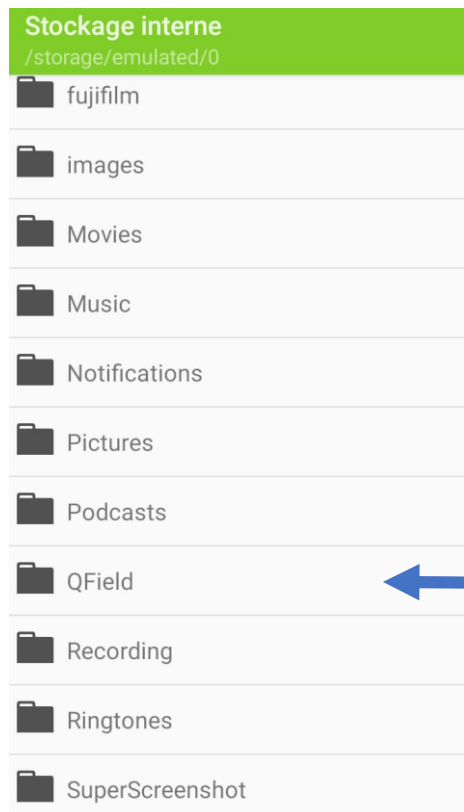 Stockage interne
/storage/emulated/0
fujifilm
images
Movies
Music
Notifications
Pictures
Podcasts
QField
Recording
Ringtones
SuperScreenshot